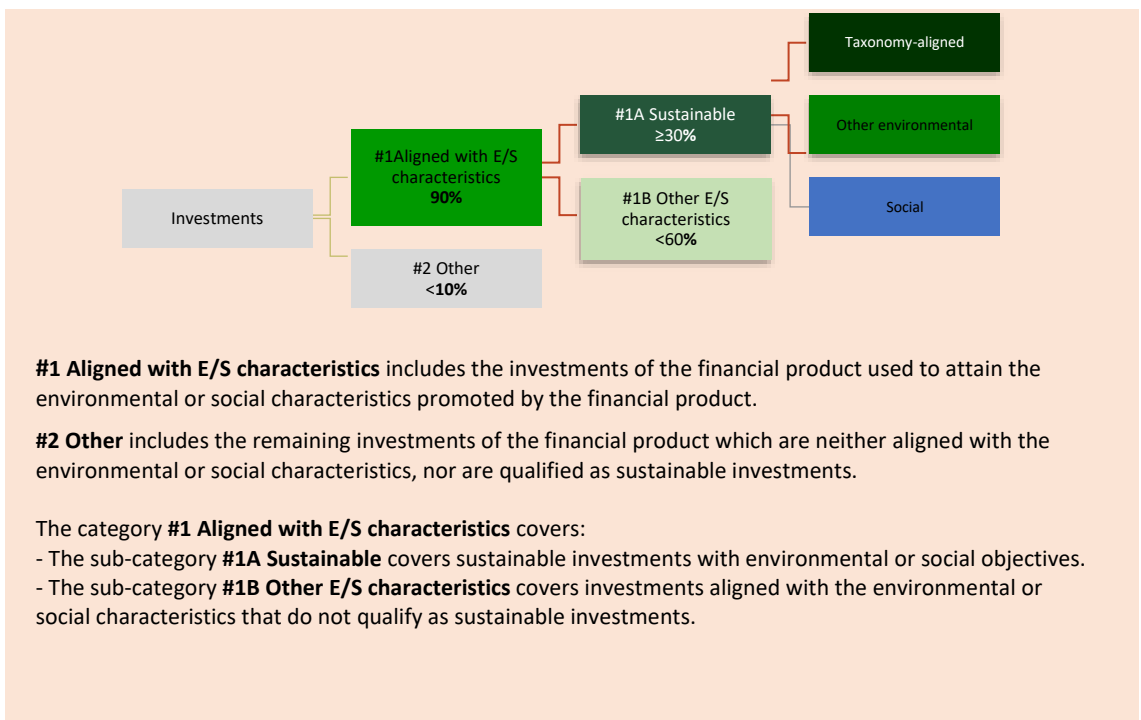 Taxonomy-aligned
#1A Sustainable
≥30%
Other environmental
#1Aligned with E/S
characteristics
90%
Investments
#1B Other E/S
characteristics
<60%
Social
#2 Other
<10%
#1 Aligned with E/S characteristics includes the investments of the financial product used to attain the
environmental or social characteristics promoted by the financial product.
#2 Other includes the remaining investments of the financial product which are neither aligned with the
environmental or social characteristics, nor are qualified as sustainable investments.
The category #1 Aligned with E/S characteristics covers:
- The sub-category #1A Sustainable covers sustainable investments with environmental or social objectives.
- The sub-category #1B Other E/S characteristics covers investments aligned with the environmental or
social characteristics that do not qualify as sustainable investments.